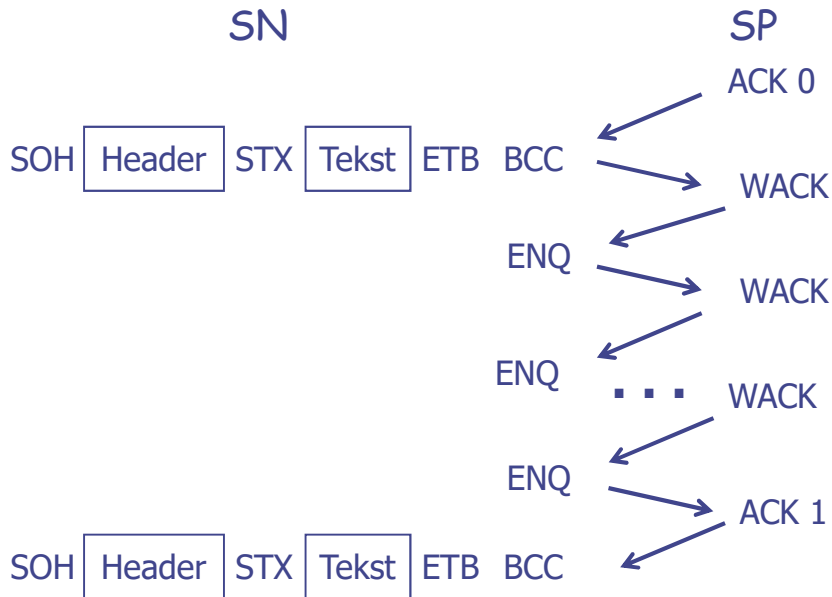 SN SP
ACK 0
SOH Header STX Tekst ETB BCC
WACK
ENQ
WACK
ENQ ... WACK
ENQ
ACK 1
SOH Header STX Tekst ETB BCC